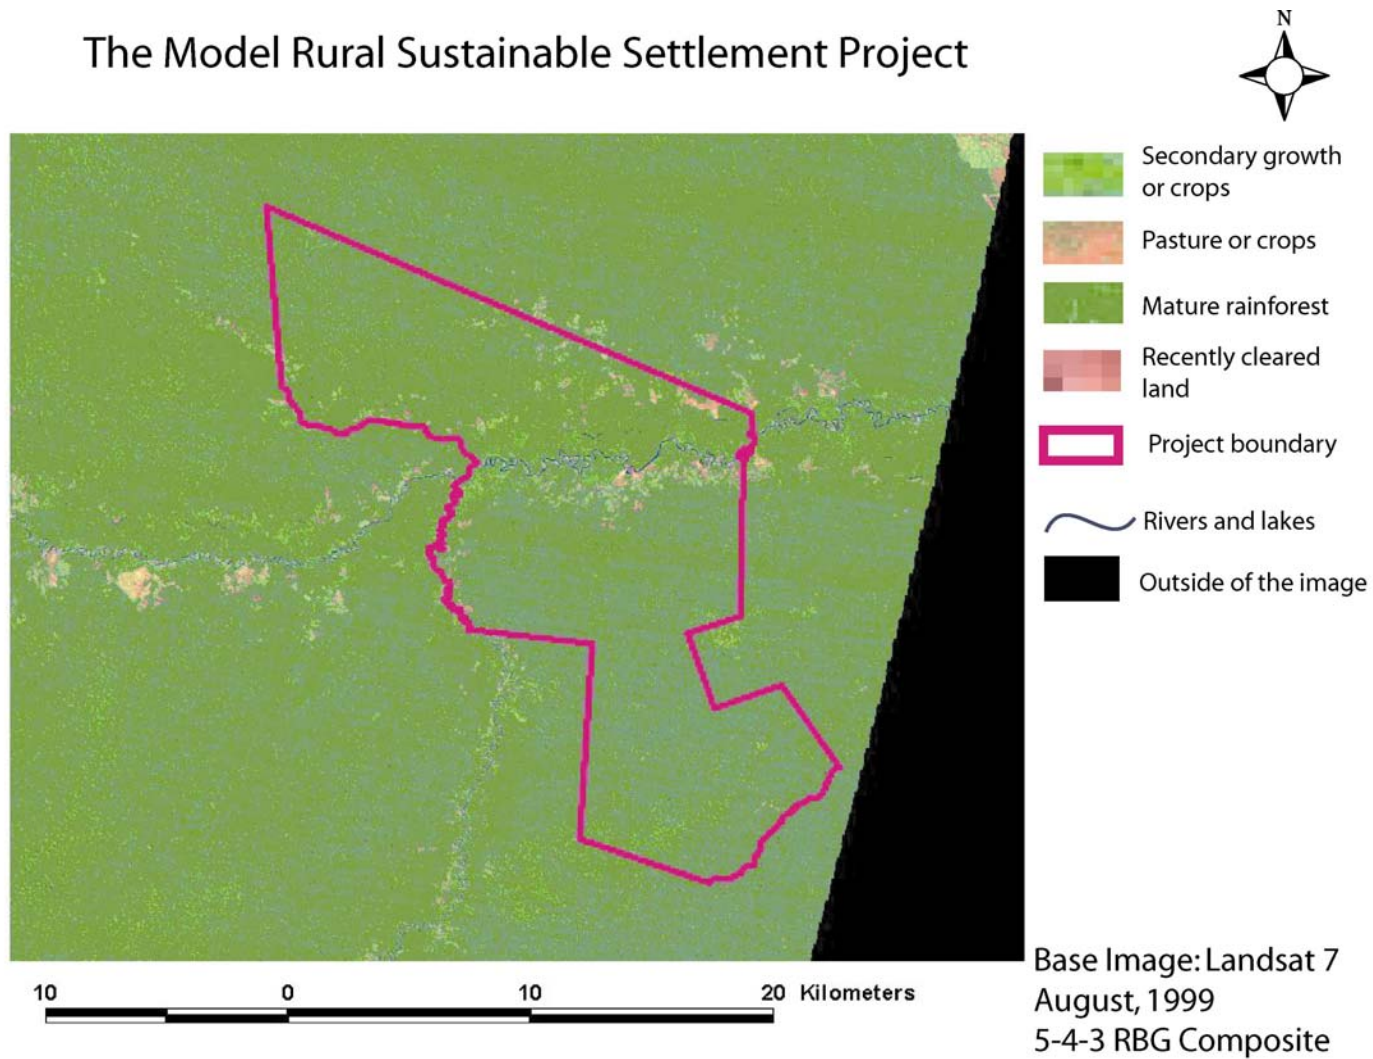 The Model Rural Sustainable Settlement Project
N
Secondary growth
or crops
Pasture or crops
Mature rainforest
Recently cleared
land
Project boundary
Rivers and lakes
Outside of the image
10 0 10 20 Kilometers
Base Image: Landsat 7
August, 1999
5-4-3 RBG Composite